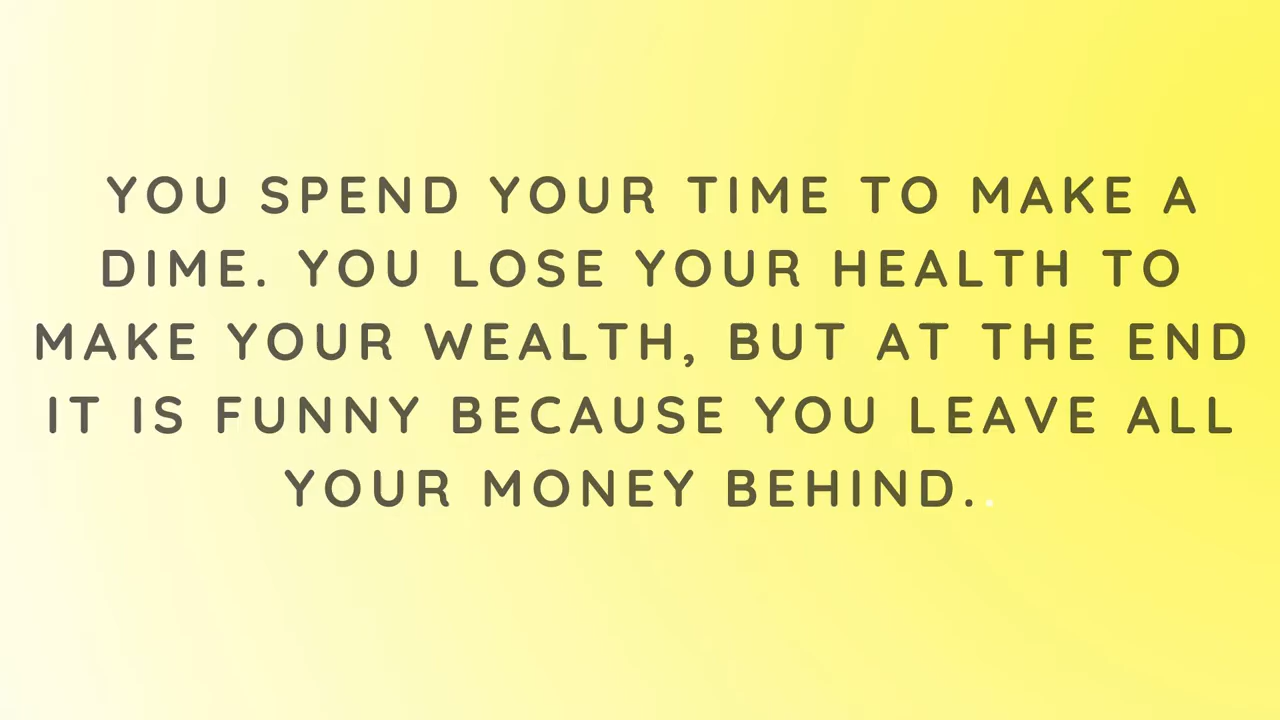 YOU SPEND YOUR TIME TO MAKE A
DIME. YOU LOSE YOUR HEALTH TO
MAKE YOUR WEALTH, BUT AT THE END
IT IS FUNNY BECAUSE YOU LEAVE ALL
YOUR MONEY BEHIND..